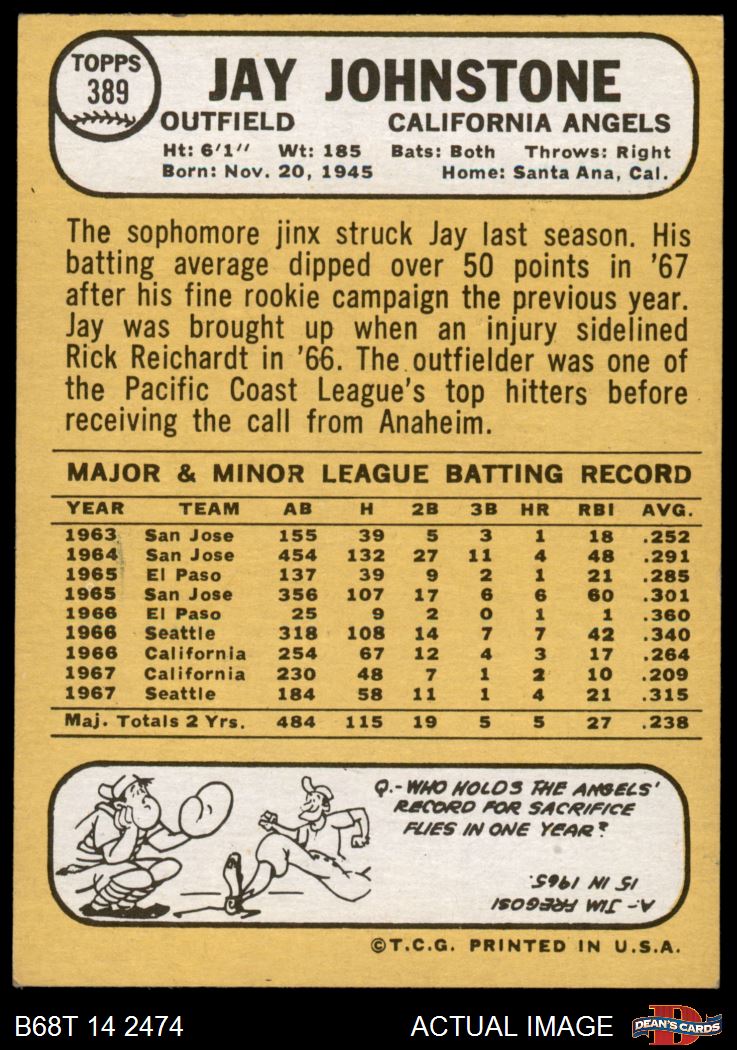 TOPPS
389
JAY JOHNSTONE
OUTFIELD CALIFORNIA ANGELS
Ht: 6'1" Wt: 185 Bats: Both Throws: Right
Born: Nov. 20, 1945 Home: Santa Ana, Cal.
The sophomore jinx struck Jay last season. His
batting average dipped over 50 points in '67
after his fine rookie campaign the previous year.
Jay was brought up when an injury sidelined
Rick Reichardt in '66. The outfielder was one of
the Pacific Coast League's top hitters before
receiving the call from Anaheim.
MAJOR & MINOR LEAGUE BATTING RECORD
YEAR TEAM AB H 2B 3B HR RBI AVG.
1963 San Jose 155 39 5 3 1 18 .252
1964 San Jose 454 132 27 11 4 48 .291
1965 El Paso 137 39 9 2 1 21 .285
1965 San Jose 356 107 17 6 6 60 .301
1966 El Paso 25 9 2 0 1 1 .360
1966 Seattle 318 108 14 7 7 42 .340
1966 California 254 67 12 4 3 17 .264
1967 California 230 48 7 1 2 10 .209
1967 Seattle 184 58 11 1 4 21 .315
Maj. Totals 2 Yrs. 484 115 19 5 5 27 .238
Q.- WHO HOLDS THE ANGELS'
RECORD FOR SACRIFICE
FLIES IN ONE YEAR?
A- JIM FREGOSI
15 IN 1965.
©T.C.G. PRINTED IN U.S.A.
B68T 14 2474 ACTUAL IMAGE D DEAN'S CARDS